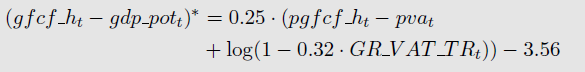 (gfcf_h_t − gdp_pot_t)* = 0.25 · (pgfcf_h_t − pva_t
+ log(1 − 0.32 · GR_VAT_TR_t)) − 3.56